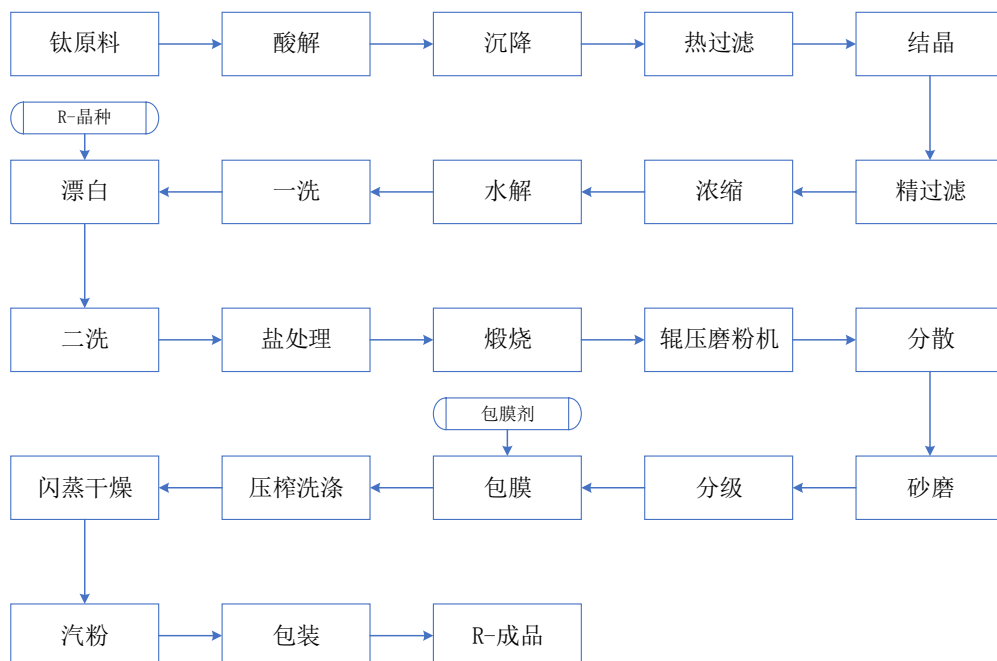 钛原料
酸解
沉降
热过滤
结晶
R-晶种
漂白
一洗
水解
浓缩
精过滤
二洗
盐处理
煅烧
辊压磨粉机
分散
包膜剂
闪蒸干燥
压榨洗涤
包膜
分级
砂磨
汽粉
包装
R-成品